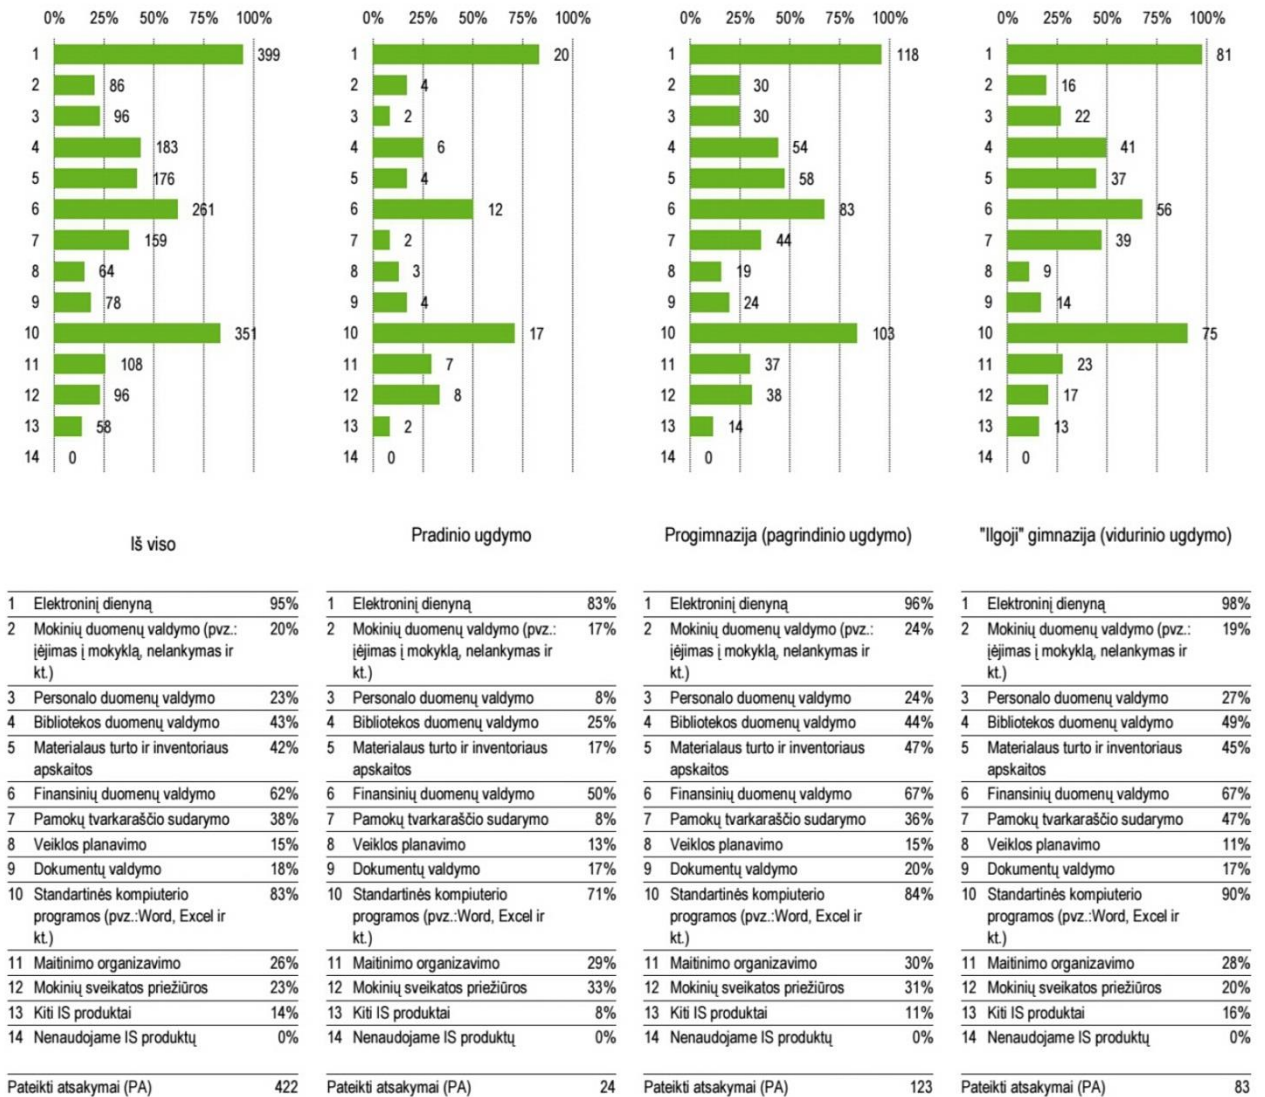 0% 25% 50% 75% 100%
1 399
2 86
3 96
4 183
5 176
6 261
7 159
8 64
9 78
10 351
11 108
12 96
13 58
14 0
Iš viso
1 Elektroninį dienyną 95%
2 Mokinių duomenų valdymo (pvz.: 20%
įėjimas į mokyklą, nelankymas ir
kt.)
3 Personalo duomenų valdymo 23%
4 Bibliotekos duomenų valdymo 43%
5 Materialaus turto ir inventoriaus 42%
apskaitos
6 Finansinių duomenų valdymo 62%
7 Pamokų tvarkaraščio sudarymo 38%
8 Veiklos planavimo 15%
9 Dokumentų valdymo 18%
10 Standartinės kompiuterio 83%
programos (pvz.:Word, Excel ir
kt.)
11 Maitinimo organizavimo 26%
12 Mokinių sveikatos priežiūros 23%
13 Kiti IS produktai 14%
14 Nenaudojame IS produktų 0%
Pateikti atsakymai (PA) 422
0% 25% 50% 75% 100%
1 20
2 4
3 2
4 6
5 4
6 12
7 2
8 3
9 4
10 17
11 7
12 8
13 2
14 0
Pradinio ugdymo
1 Elektroninį dienyną 83%
2 Mokinių duomenų valdymo (pvz.: 17%
įėjimas į mokyklą, nelankymas ir
kt.)
3 Personalo duomenų valdymo 8%
4 Bibliotekos duomenų valdymo 25%
5 Materialaus turto ir inventoriaus 17%
apskaitos
6 Finansinių duomenų valdymo 50%
7 Pamokų tvarkaraščio sudarymo 8%
8 Veiklos planavimo 13%
9 Dokumentų valdymo 17%
10 Standartinės kompiuterio 71%
programos (pvz.:Word, Excel ir
kt.)
11 Maitinimo organizavimo 29%
12 Mokinių sveikatos priežiūros 33%
13 Kiti IS produktai 8%
14 Nenaudojame IS produktų 0%
Pateikti atsakymai (PA) 24
0% 25% 50% 75% 100%
1 118
2 30
3 30
4 54
5 58
6 83
7 44
8 19
9 24
10 103
11 37
12 38
13 14
14 0
Progimnazija (pagrindinio ugdymo)
1 Elektroninį dienyną 96%
2 Mokinių duomenų valdymo (pvz.: 24%
įėjimas į mokyklą, nelankymas ir
kt.)
3 Personalo duomenų valdymo 24%
4 Bibliotekos duomenų valdymo 44%
5 Materialaus turto ir inventoriaus 47%
apskaitos
6 Finansinių duomenų valdymo 67%
7 Pamokų tvarkaraščio sudarymo 36%
8 Veiklos planavimo 15%
9 Dokumentų valdymo 20%
10 Standartinės kompiuterio 84%
programos (pvz.:Word, Excel ir
kt.)
11 Maitinimo organizavimo 30%
12 Mokinių sveikatos priežiūros 31%
13 Kiti IS produktai 11%
14 Nenaudojame IS produktų 0%
Pateikti atsakymai (PA) 123
0% 25% 50% 75% 100%
1 81
2 16
3 22
4 41
5 37
6 56
7 39
8 9
9 14
10 75
11 23
12 17
13 13
14 0
"Ilgoji" gimnazija (vidurinio ugdymo)
1 Elektroninį dienyną 98%
2 Mokinių duomenų valdymo (pvz.: 19%
įėjimas į mokyklą, nelankymas ir
kt.)
3 Personalo duomenų valdymo 27%
4 Bibliotekos duomenų valdymo 49%
5 Materialaus turto ir inventoriaus 45%
apskaitos
6 Finansinių duomenų valdymo 67%
7 Pamokų tvarkaraščio sudarymo 47%
8 Veiklos planavimo 11%
9 Dokumentų valdymo 17%
10 Standartinės kompiuterio 90%
programos (pvz.:Word, Excel ir
kt.)
11 Maitinimo organizavimo 28%
12 Mokinių sveikatos priežiūros 20%
13 Kiti IS produktai 16%
14 Nenaudojame IS produktų 0%
Pateikti atsakymai (PA) 83